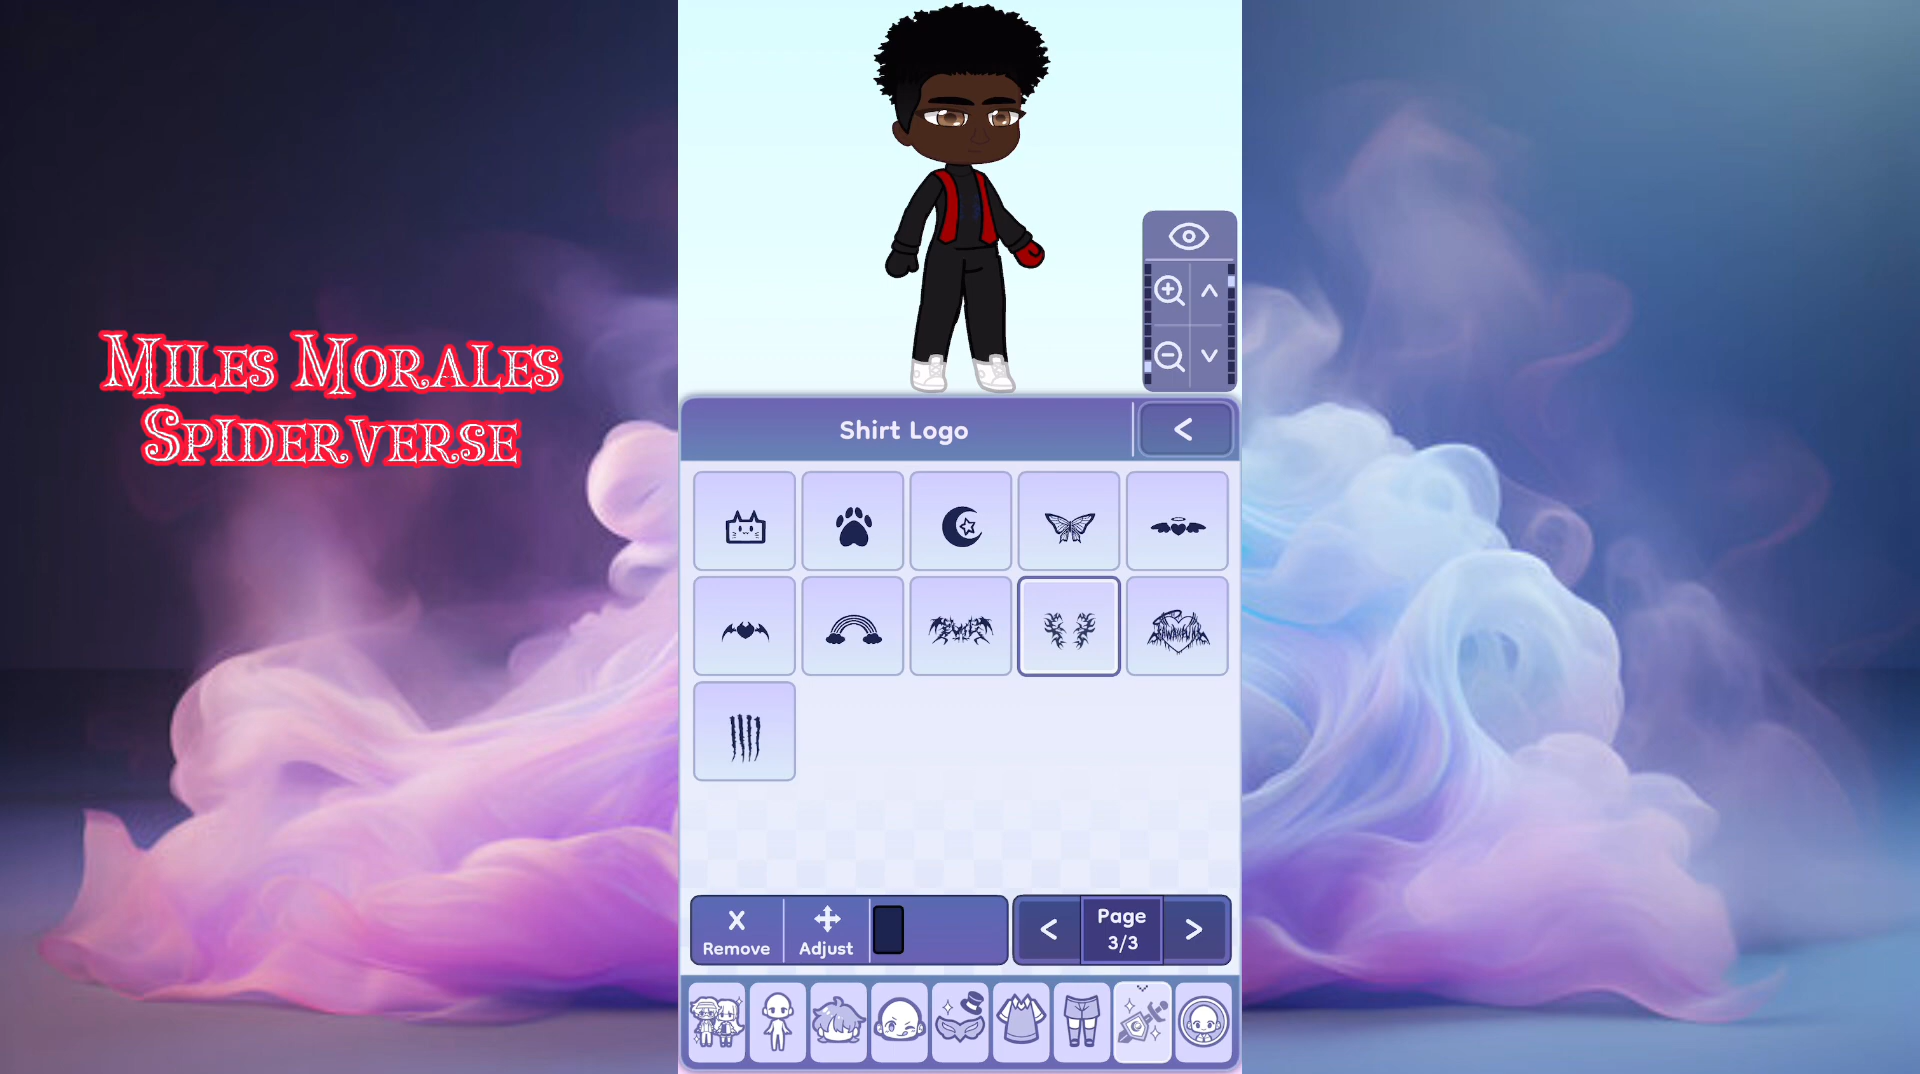 Miles Morales
Spiderverse
Shirt Logo
Remove
Adjust
Page
3/3